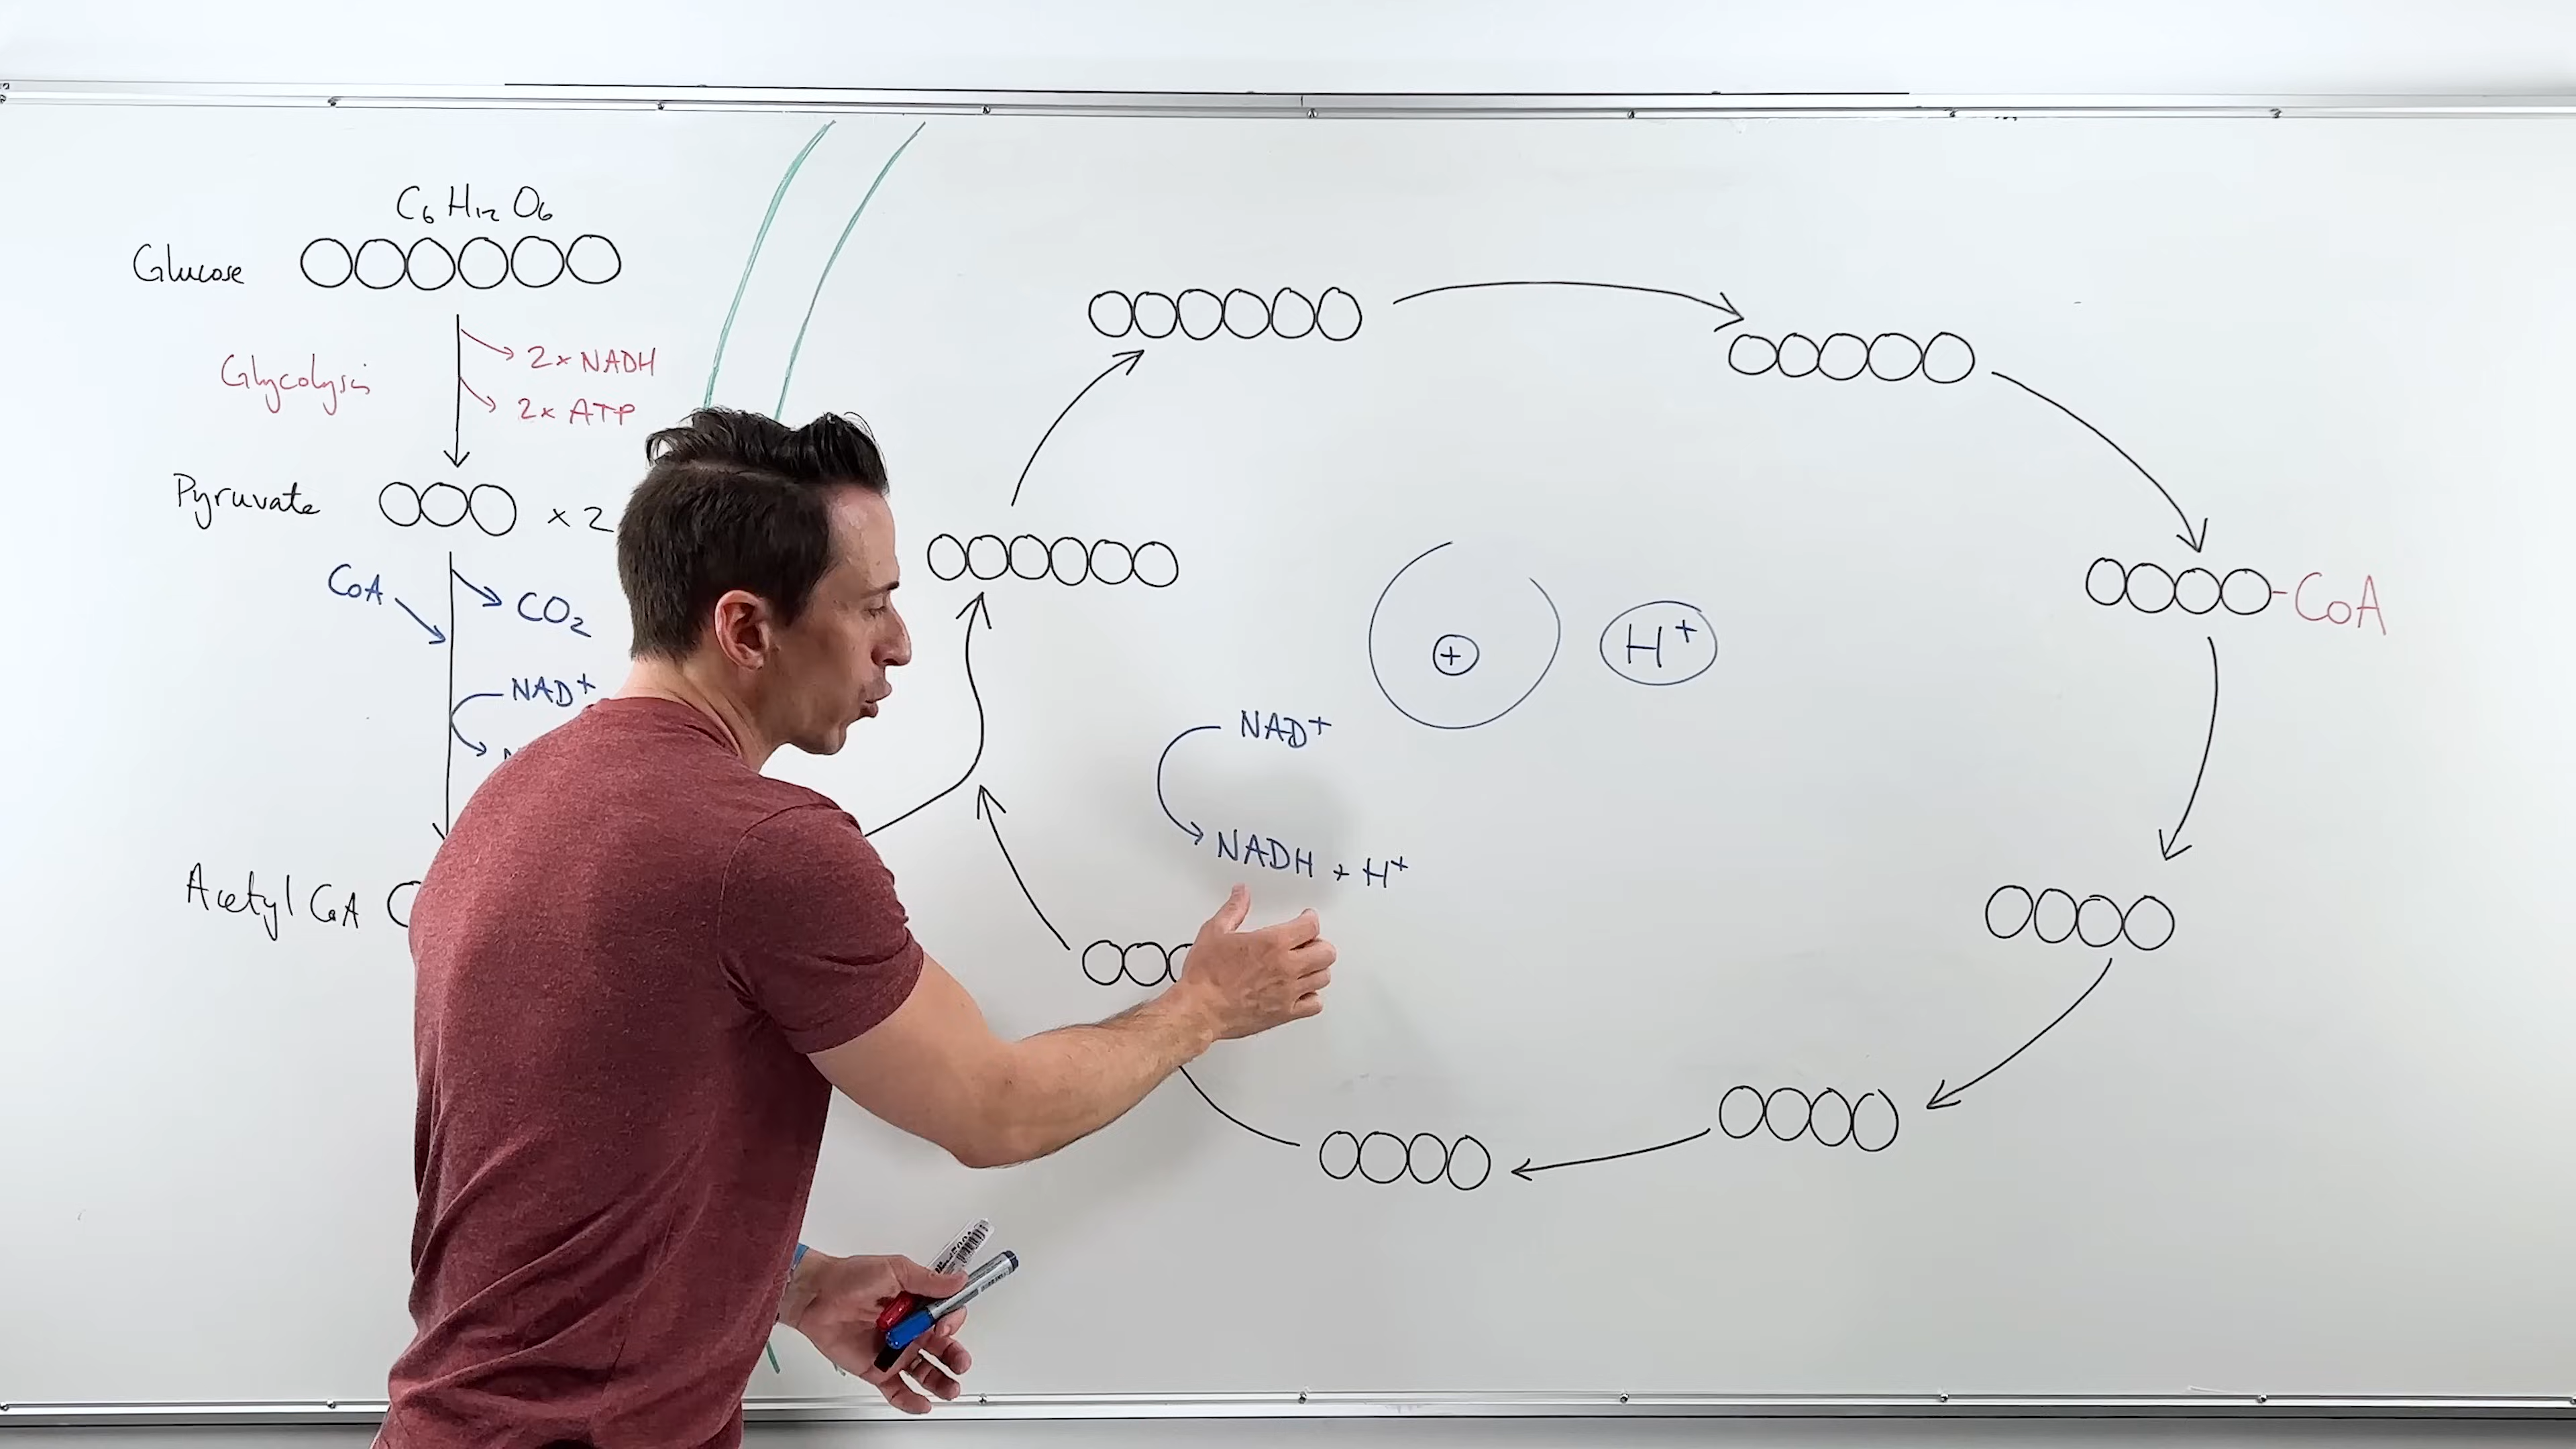 C6 H12 O6
Glucose
Glycolysis
2 x NADH
2 x ATP
Pyruvate
x 2
CoA
CO2
NAD+
Acetyl CoA
CoA
+
H+
NAD+
NADH + H+